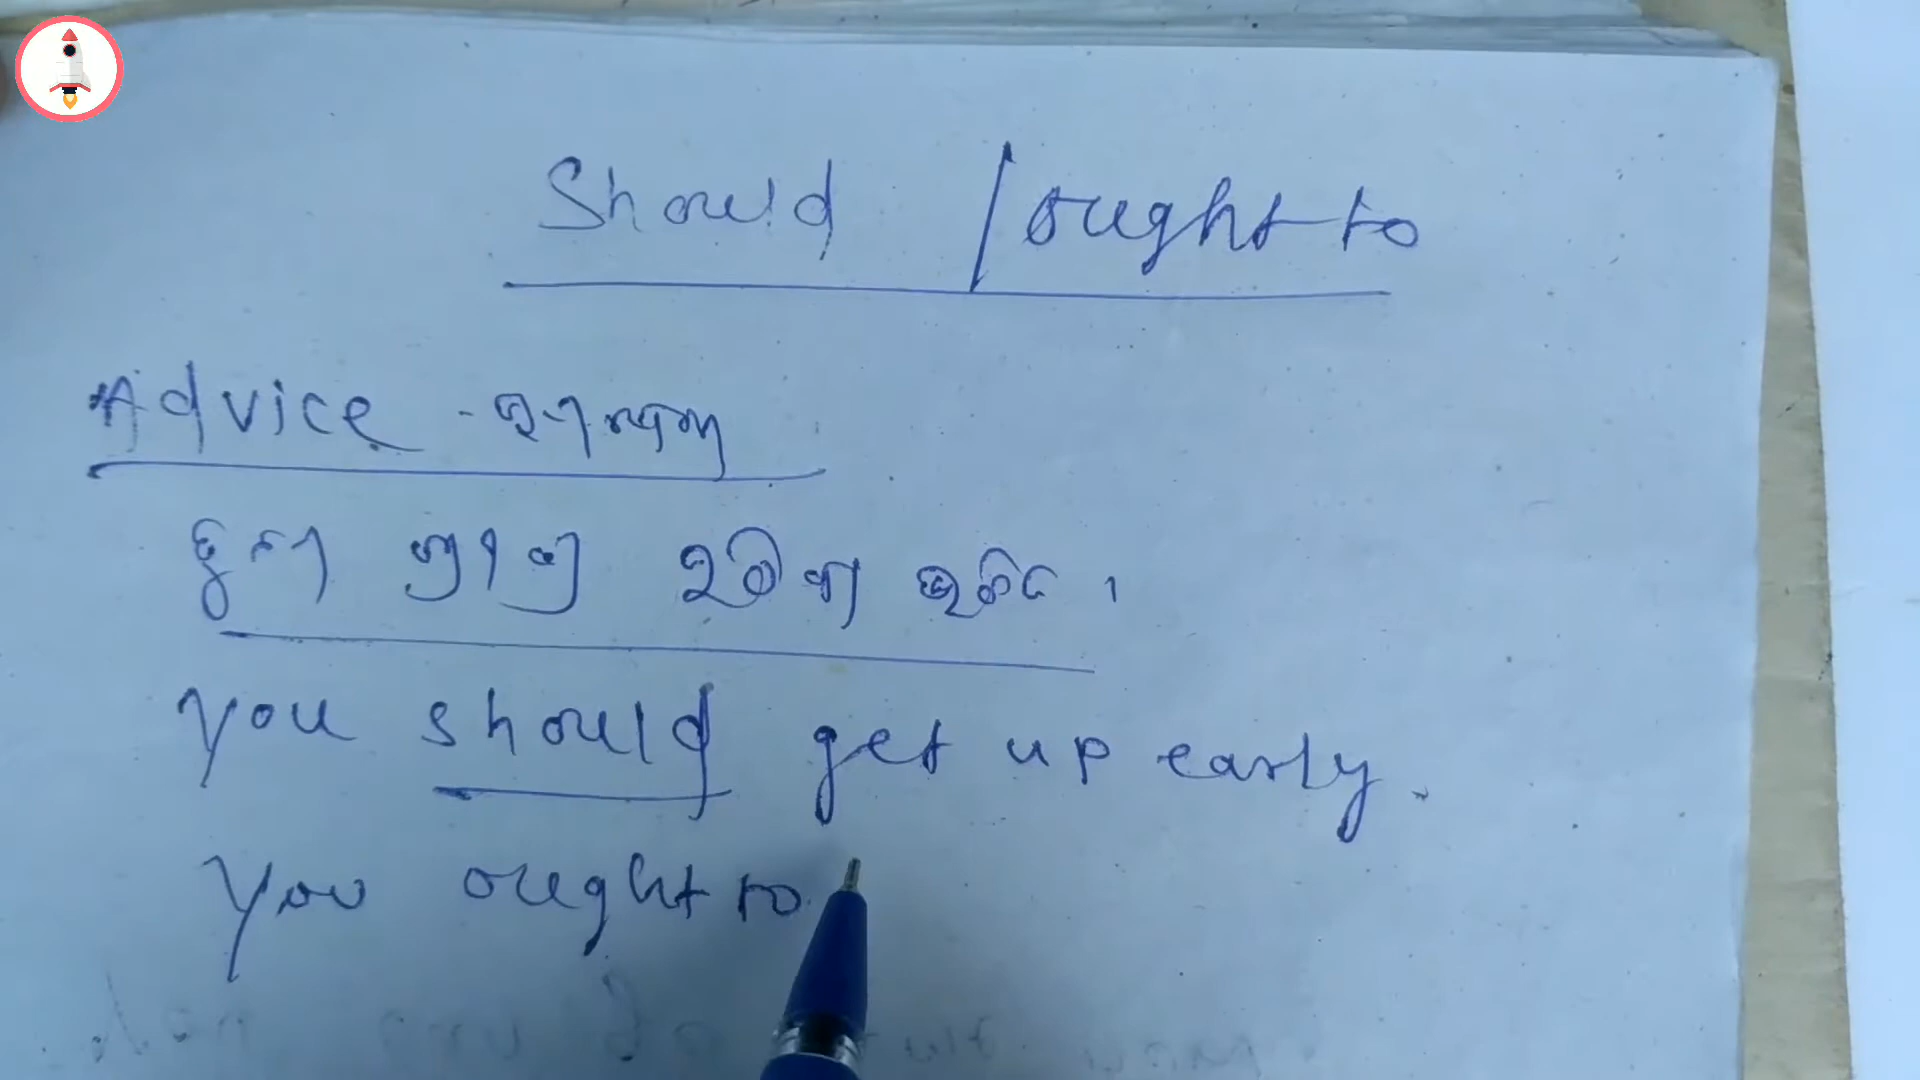 Should / ought to
Advice - ଉପଦେଶ
ତୁମେ ଶୀଘ୍ର ଉଠିବା ଉଚିତ ।
You should get up early.
You ought to